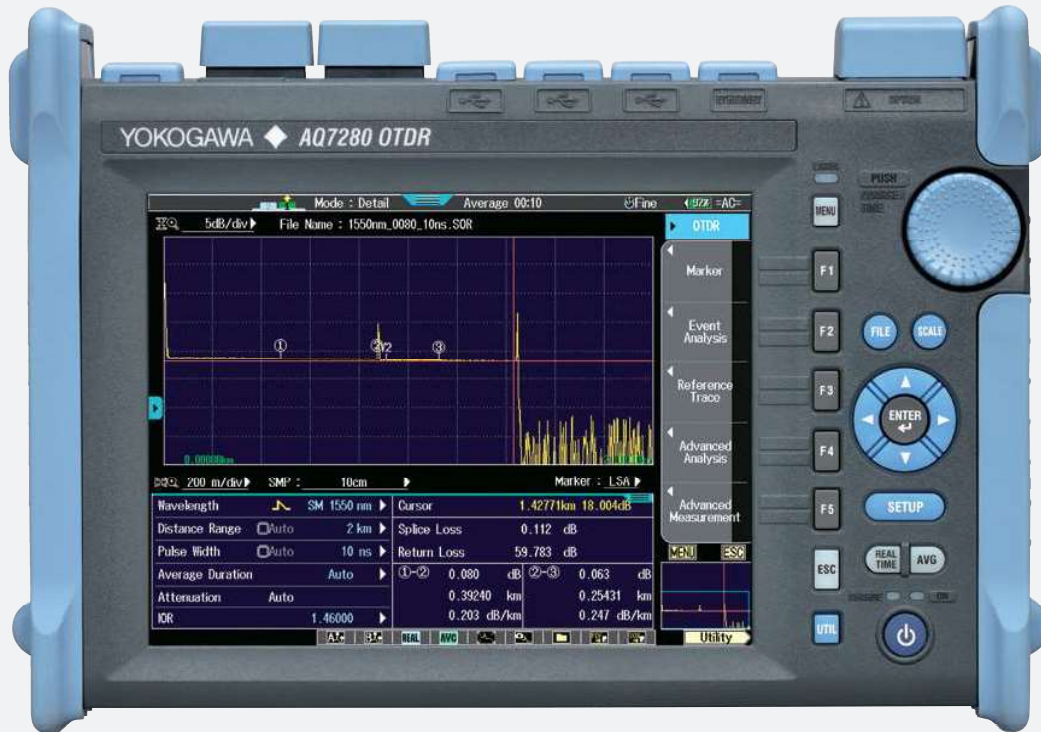 YOKOGAWA ◆ AQ7280 OTDR
Mode : Detail Average 00:10 Fine 97% =AC=
5dB/div File Name : 1550nm_0080_10ns.SOR
OTDR
Marker
Event
Analysis
Reference
Trace
Advanced
Analysis
Advanced
Measurement
① ② Y2 ③
0.00000km
200 m/div SMP : 10cm Marker : LSA
Wavelength SM 1550 nm
Distance Range Auto 2 km
Pulse Width Auto 10 ns
Average Duration Auto
Attenuation Auto
IOR 1.46000
Cursor 1.42771km 18.004dB
Splice Loss 0.112 dB
Return Loss 59.783 dB
①-② 0.080 dB ②-③ 0.063 dB
0.39240 km 0.25431 km
0.203 dB/km 0.247 dB/km
MENU ESC
REAL AVG
Utility
PUSH
MENU
F1
F2
F3
F4
F5
ESC
UTIL
FILE SCALE
ENTER
SETUP
REAL
TIME
AVG
ON